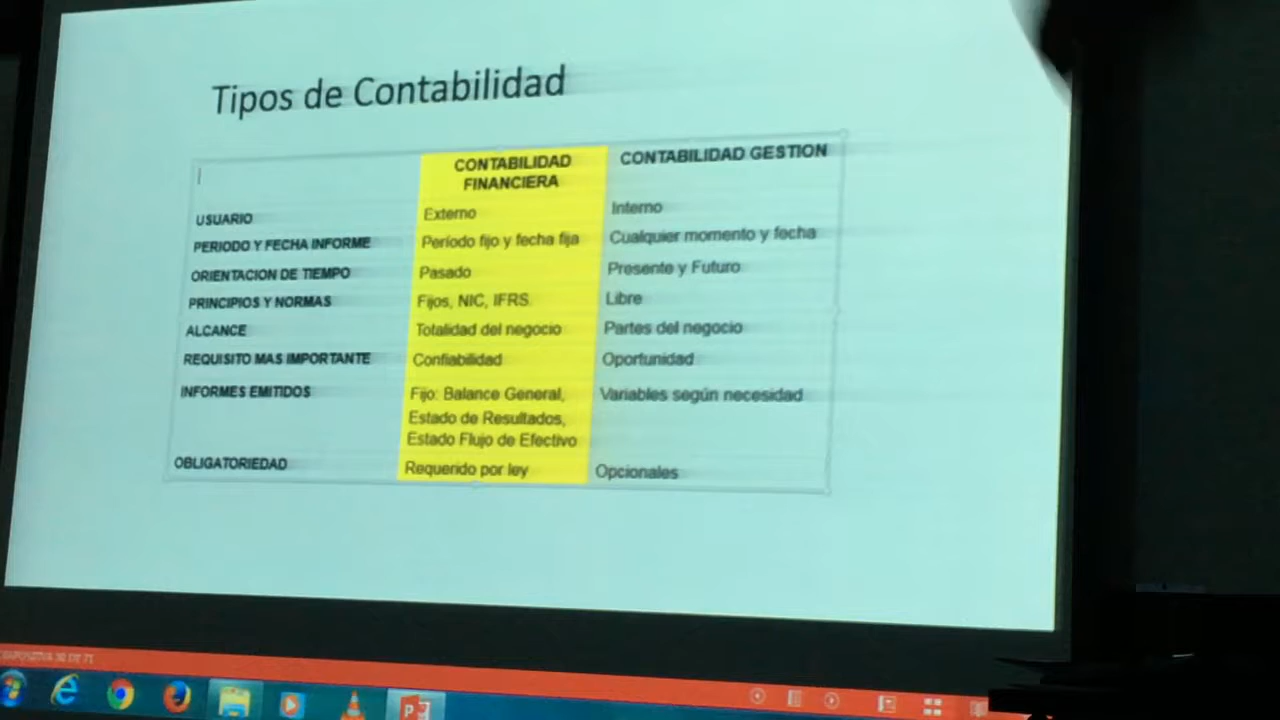 Tipos de Contabilidad
CONTABILIDAD FINANCIERA CONTABILIDAD GESTION
USUARIO Externo Interno
PERIODO Y FECHA INFORME Período fijo y fecha fija Cualquier momento y fecha
ORIENTACION DE TIEMPO Pasado Presente y Futuro
PRINCIPIOS Y NORMAS Fijos, NIC, IFRS. Libre
ALCANCE Totalidad del negocio Partes del negocio
REQUISITO MAS IMPORTANTE Confiabilidad Oportunidad
INFORMES EMITIDOS Fijo: Balance General, Variables según necesidad
Estado de Resultados,
Estado Flujo de Efectivo
OBLIGATORIEDAD Requerido por ley Opcionales